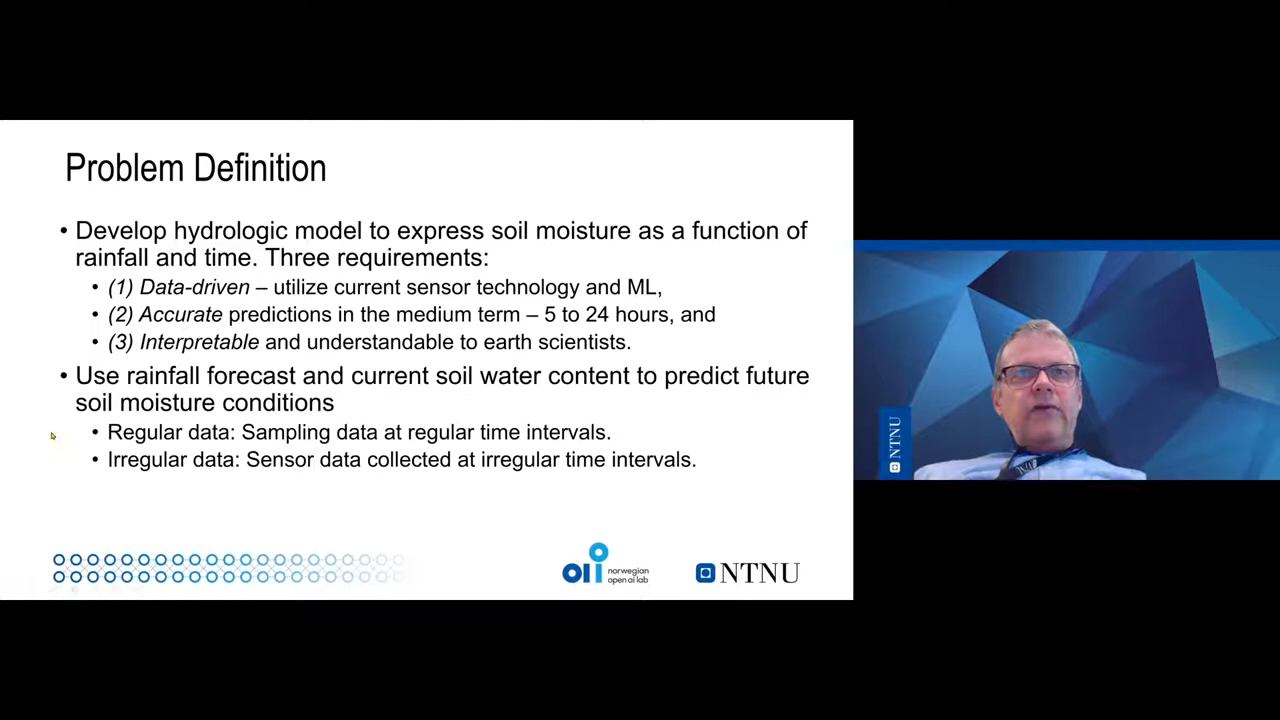 Problem Definition
• Develop hydrologic model to express soil moisture as a function of
rainfall and time. Three requirements:
• (1) Data-driven – utilize current sensor technology and ML,
• (2) Accurate predictions in the medium term – 5 to 24 hours, and
• (3) Interpretable and understandable to earth scientists.
• Use rainfall forecast and current soil water content to predict future
soil moisture conditions
• Regular data: Sampling data at regular time intervals.
• Irregular data: Sensor data collected at irregular time intervals.
norwegian
open ai lab
NTNU
NTNU